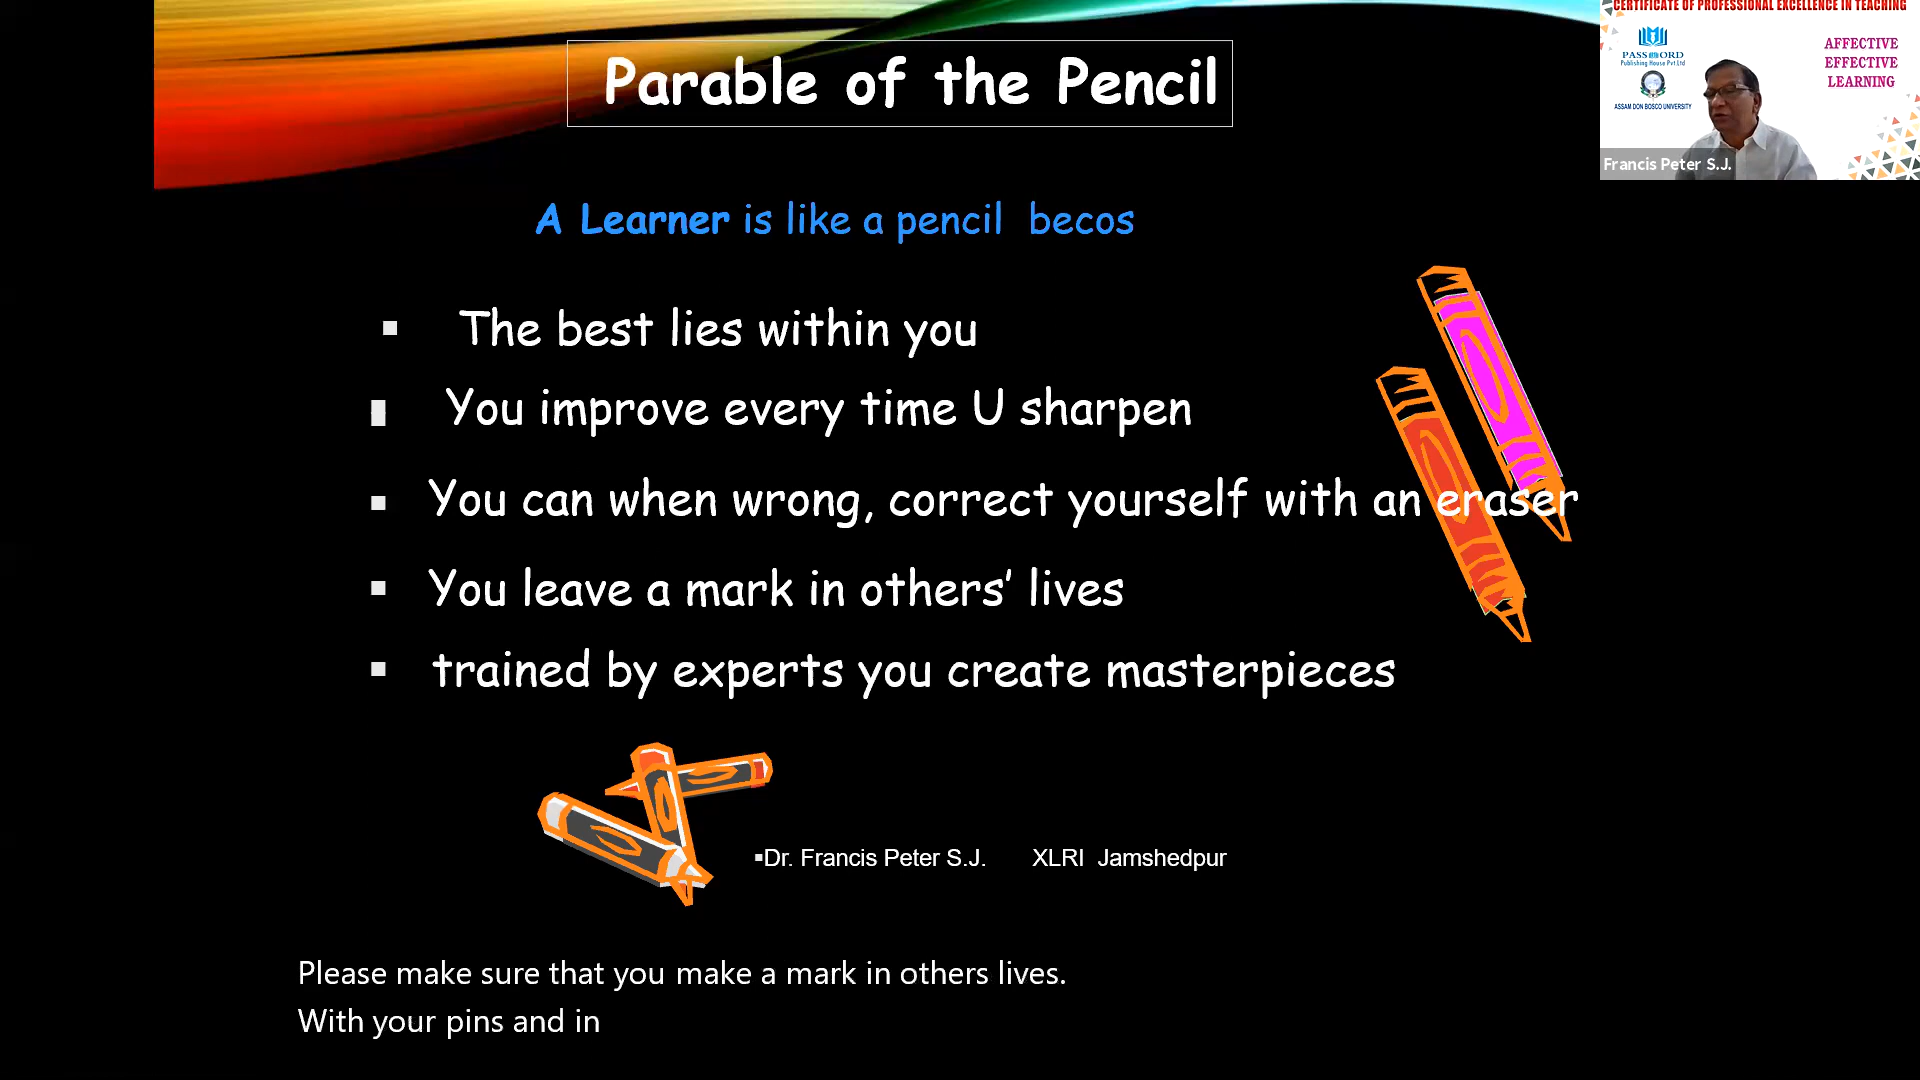 Parable of the Pencil
CERTIFICATE OF PROFESSIONAL EXCELLENCE IN TEACHING
PASSWORD
Publishing House Pvt Ltd
ASSAM DON BOSCO UNIVERSITY
AFFECTIVE
EFFECTIVE
LEARNING
Francis Peter S.J.
A Learner is like a pencil becos
▪ The best lies within you
▪ You improve every time U sharpen
▪ You can when wrong, correct yourself with an eraser
▪ You leave a mark in others’ lives
▪ trained by experts you create masterpieces
▪Dr. Francis Peter S.J. XLRI Jamshedpur
Please make sure that you make a mark in others lives.
With your pins and in